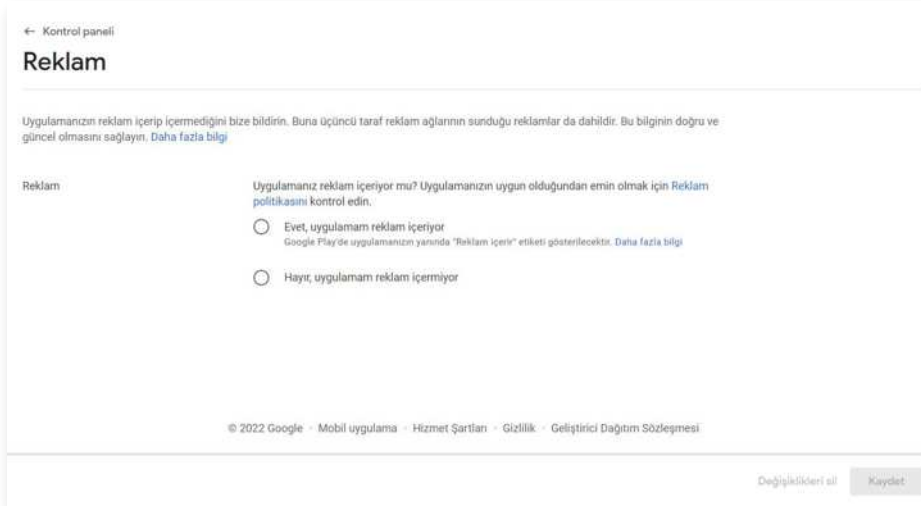 ← Kontrol paneli
Reklam
Uygulamanızın reklam içerip içermediğini bize bildirin. Buna üçüncü taraf reklam ağlarının sunduğu reklamlar da dahildir. Bu bilginin doğru ve
güncel olmasını sağlayın. Daha fazla bilgi
Reklam
Uygulamanız reklam içeriyor mu? Uygulamanızın uygun olduğundan emin olmak için Reklam
politikasını kontrol edin.
Evet, uygulamam reklam içeriyor
Google Play'de uygulamanızın yanında "Reklam içerir" etiketi gösterilecektir. Daha fazla bilgi
Hayır, uygulamam reklam içermiyor
© 2022 Google · Mobil uygulama · Hizmet Şartları · Gizlilik · Geliştirici Dağıtım Sözleşmesi
Değişiklikleri sil
Kaydet